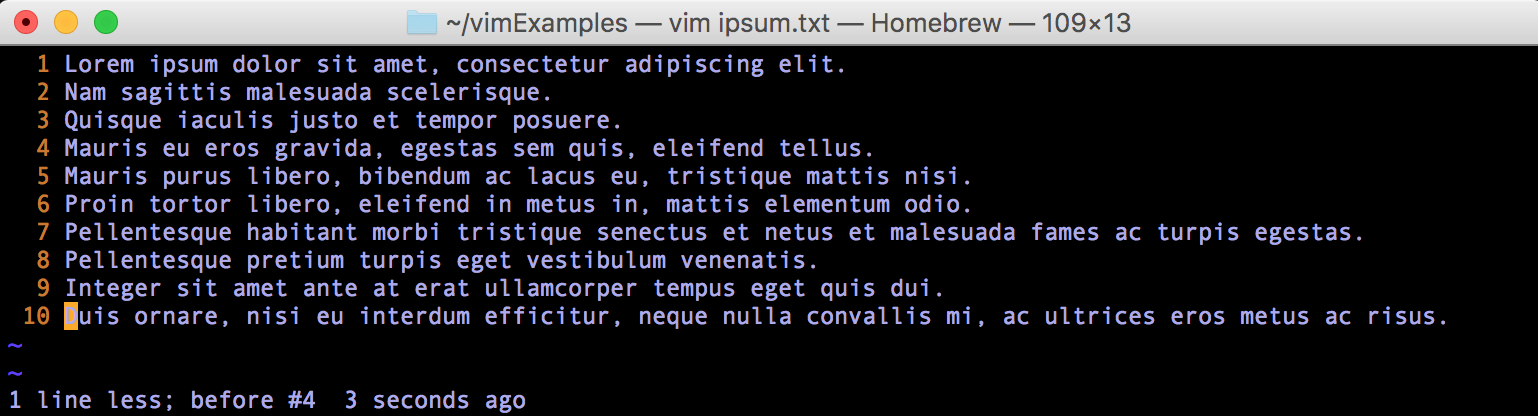 ~/vimExamples — vim ipsum.txt — Homebrew — 109×13
1 Lorem ipsum dolor sit amet, consectetur adipiscing elit.
2 Nam sagittis malesuada scelerisque.
3 Quisque iaculis justo et tempor posuere.
4 Mauris eu eros gravida, egestas sem quis, eleifend tellus.
5 Mauris purus libero, bibendum ac lacus eu, tristique mattis nisi.
6 Proin tortor libero, eleifend in metus in, mattis elementum odio.
7 Pellentesque habitant morbi tristique senectus et netus et malesuada fames ac turpis egestas.
8 Pellentesque pretium turpis eget vestibulum venenatis.
9 Integer sit amet ante at erat ullamcorper tempus eget quis dui.
10 Duis ornare, nisi eu interdum efficitur, neque nulla convallis mi, ac ultrices eros metus ac risus.
~
~
1 line less; before #4  3 seconds ago